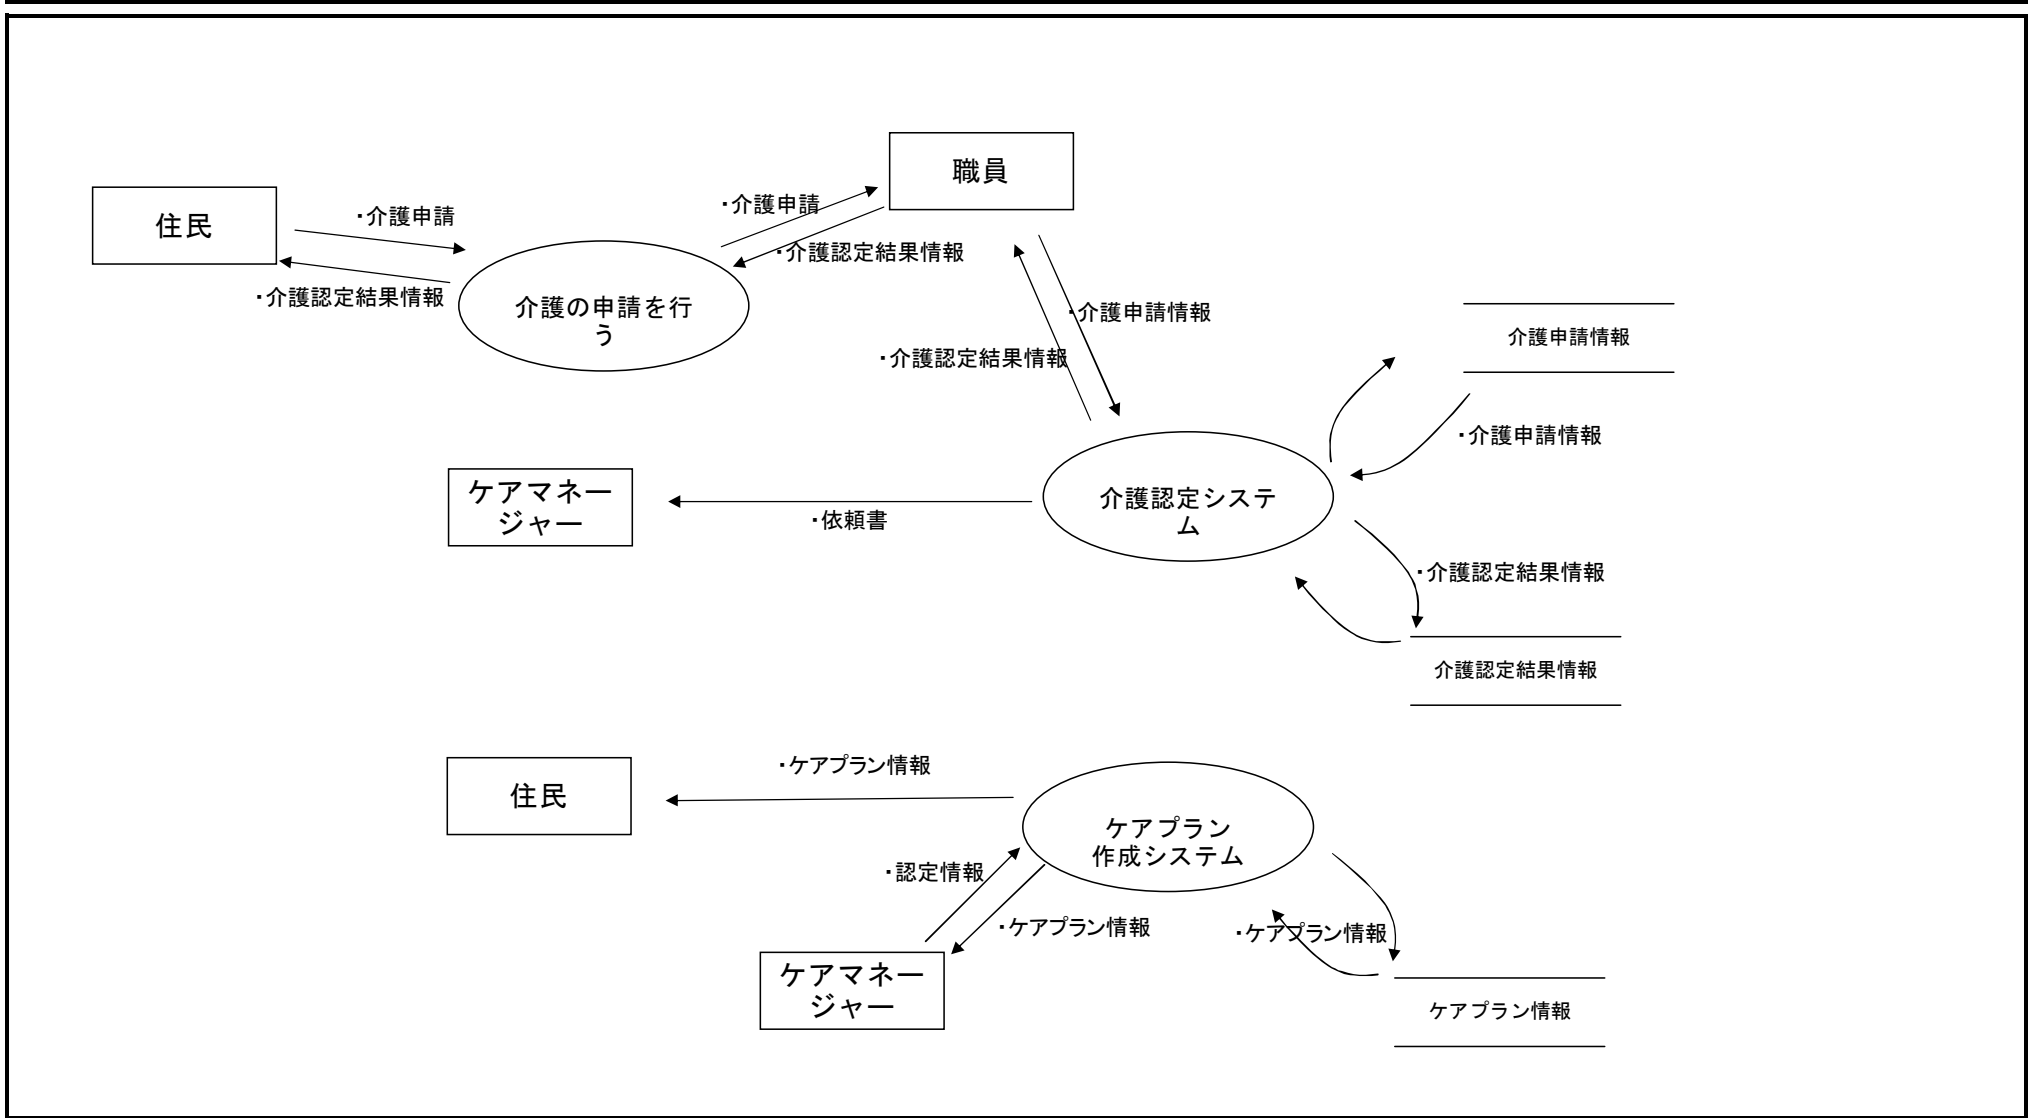 職員
住民
・介護申請
・介護申請
・介護認定結果情報
・介護認定結果情報
介護の申請を行
う
・介護申請情報
介護申請情報
・介護認定結果情報
・介護申請情報
ケアマネー
ジャー
介護認定システ
ム
・依頼書
・介護認定結果情報
介護認定結果情報
・ケアプラン情報
住民
ケアプラン
作成システム
・認定情報
・ケアプラン情報
・ケアプラン情報
ケアマネー
ジャー
ケアプラン情報